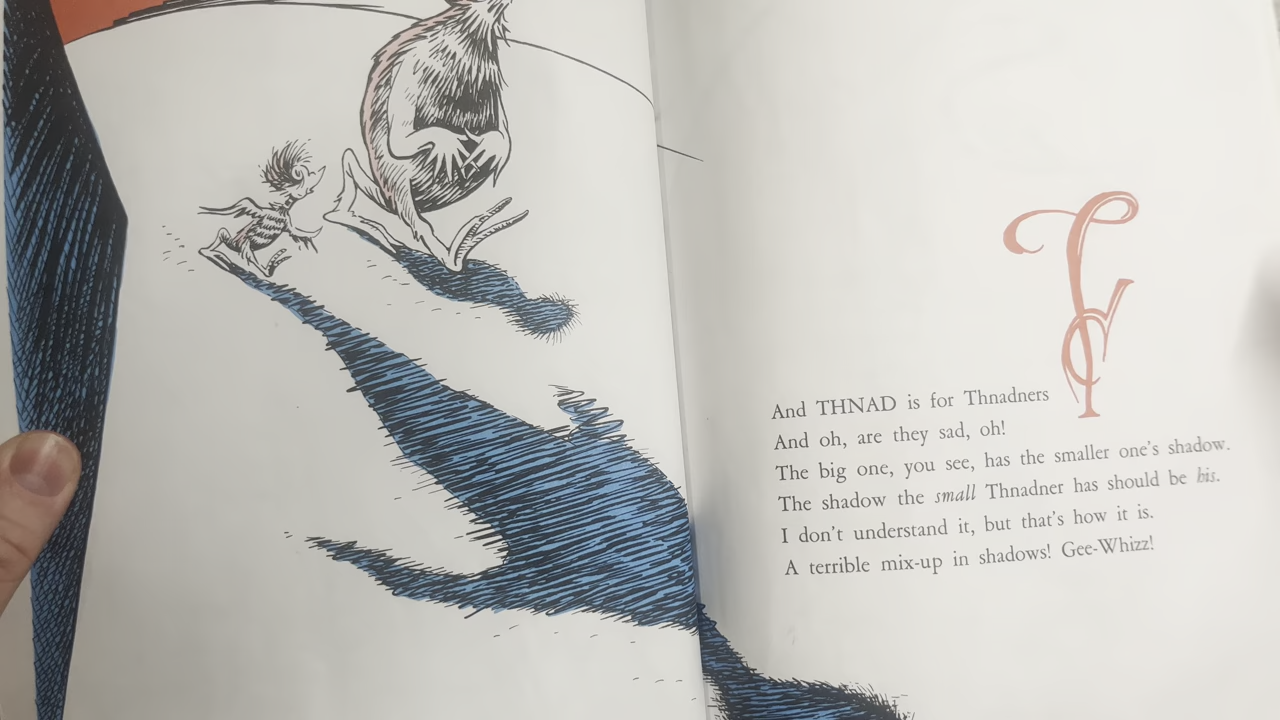 And THNAD is for Thnadners
And oh, are they sad, oh!
The big one, you see, has the smaller one's shadow.
The shadow the small Thnadner has should be his.
I don't understand it, but that's how it is.
A terrible mix-up in shadows! Gee-Whizz!